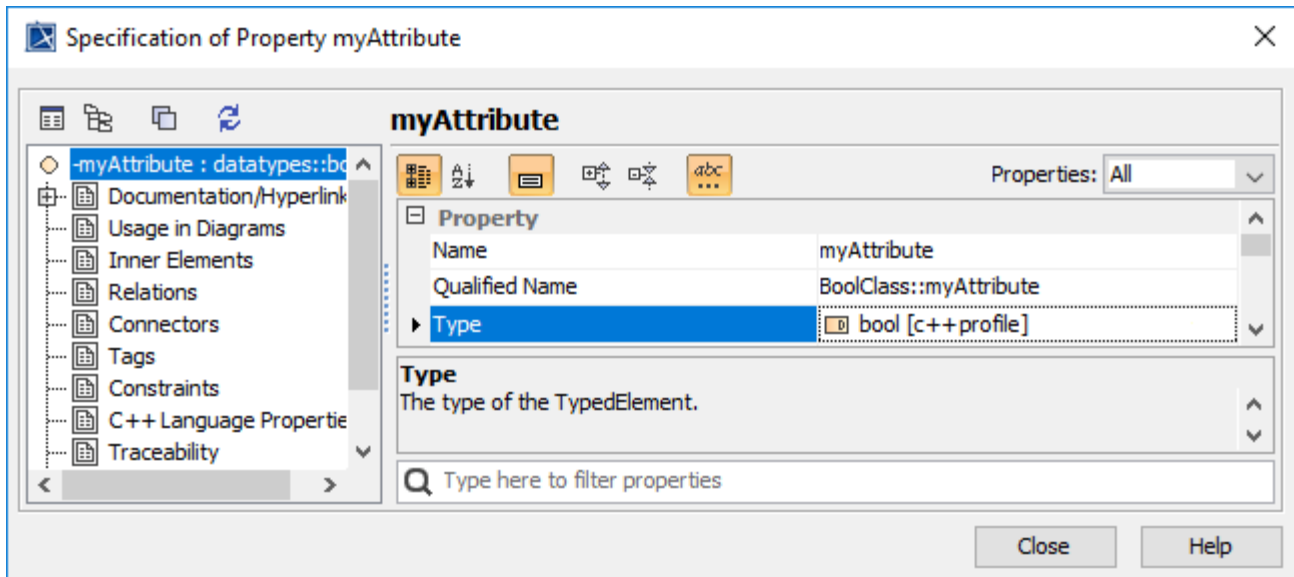 Specification of Property myAttribute
myAttribute
-myAttribute : datatypes::bo
Documentation/Hyperlink
Usage in Diagrams
Inner Elements
Relations
Connectors
Tags
Constraints
C++ Language Propertie
Traceability
A
Z
abc
Properties: All
Property
Name myAttribute
Qualified Name BoolClass::myAttribute
Type D bool [c++profile]
Type
The type of the TypedElement.
Type here to filter properties
Close Help